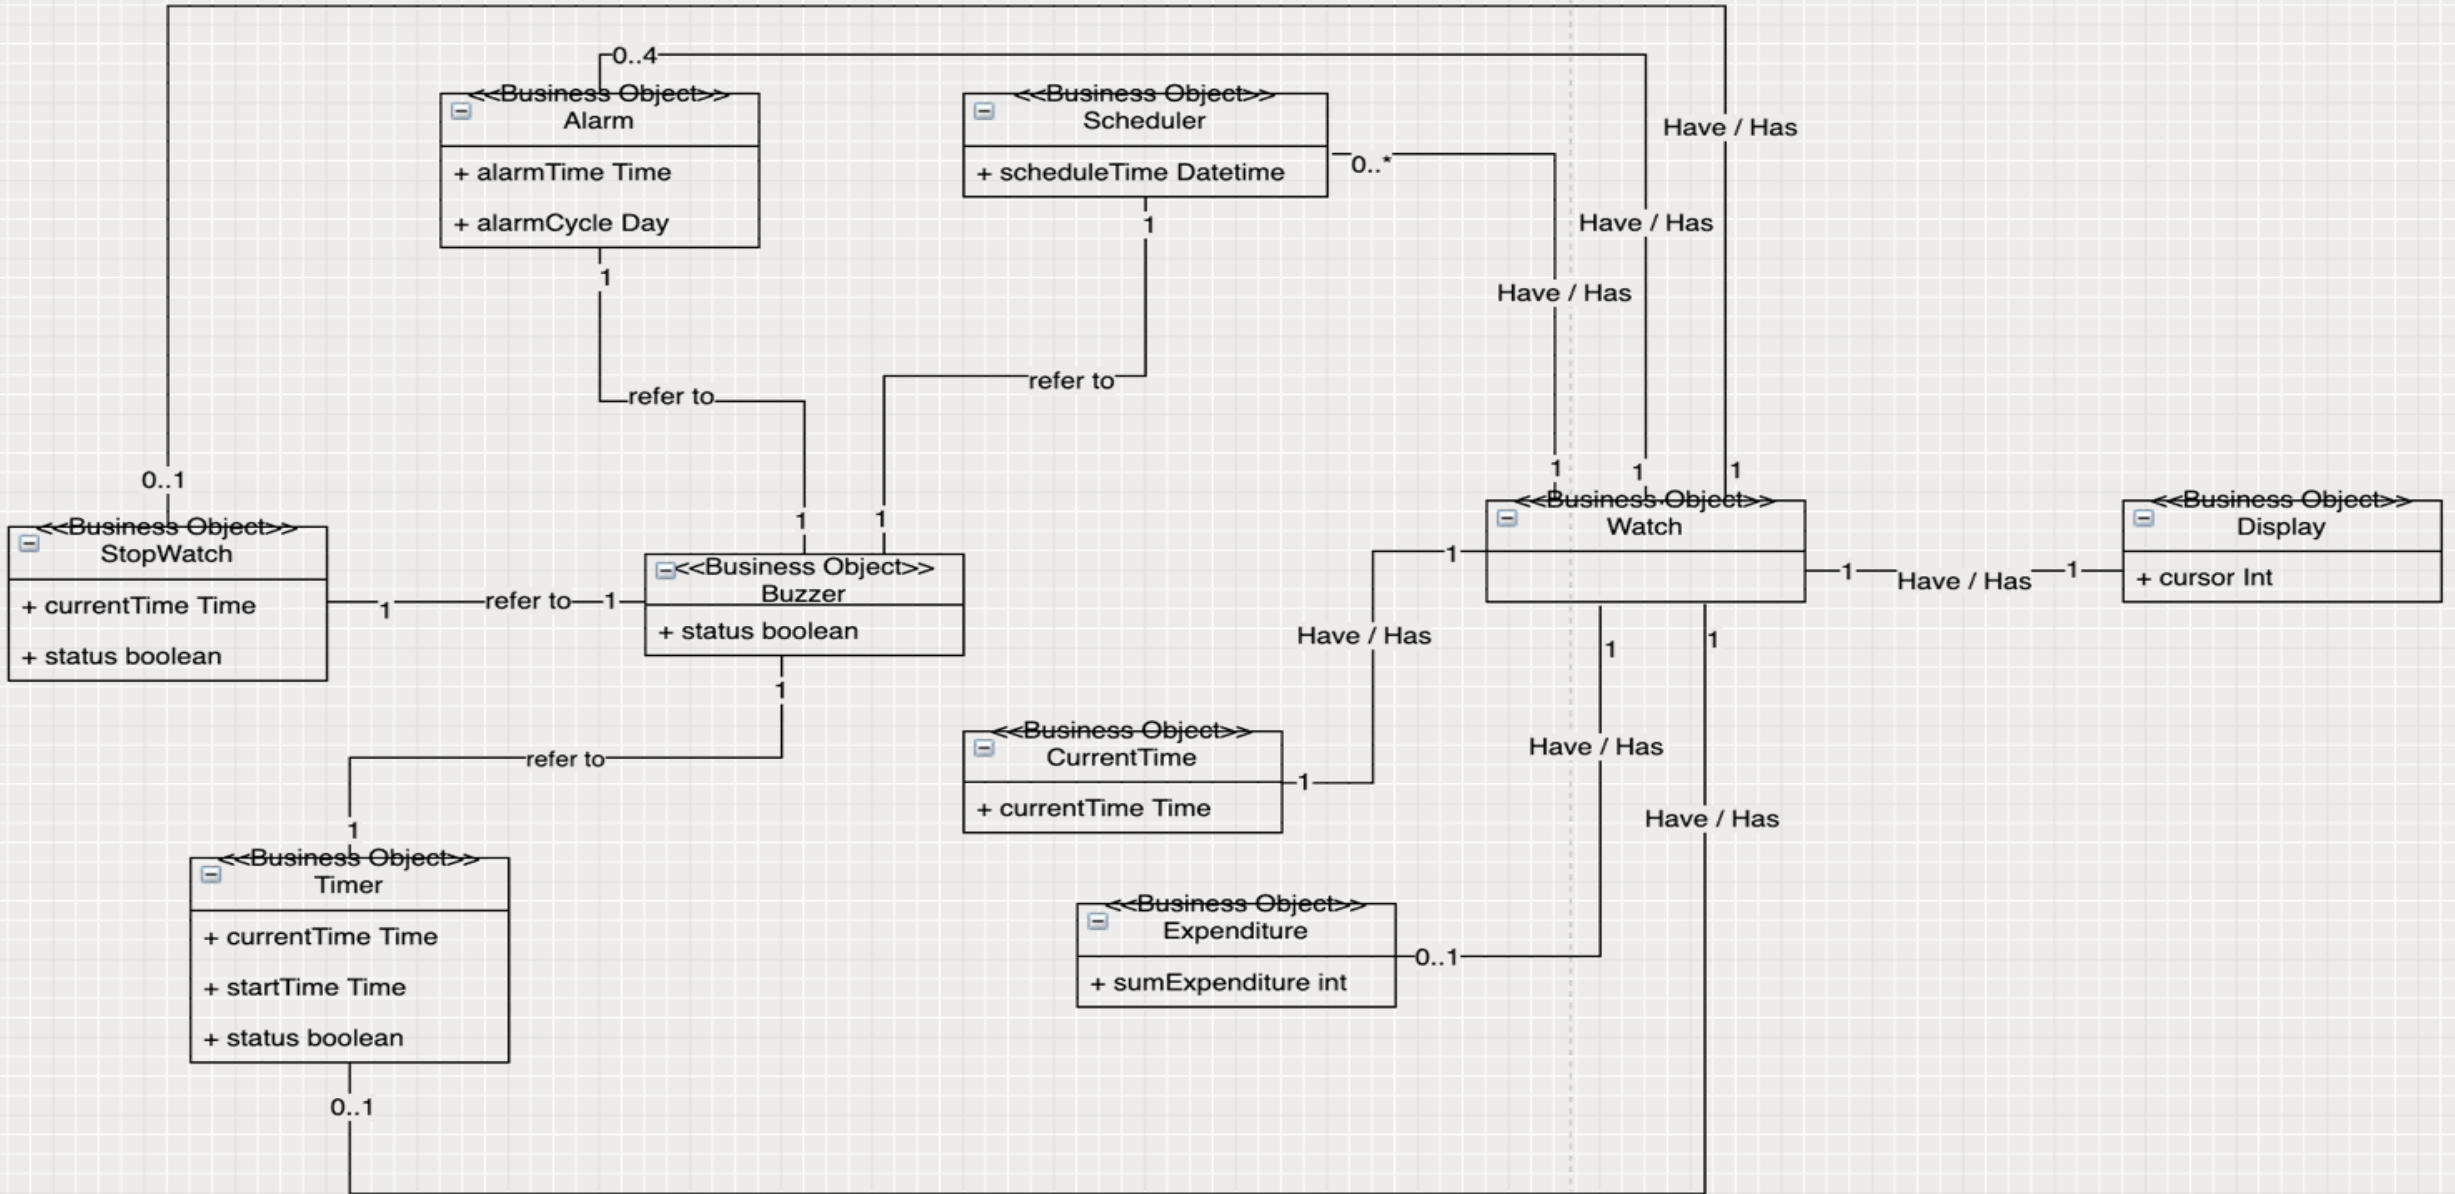 0..4
<<Business Object>>
Alarm
+ alarmTime Time
+ alarmCycle Day
1
<<Business Object>>
Scheduler
+ scheduleTime Datetime
0..*
1
Have / Has
Have / Has
Have / Has
refer to
refer to
0..1
1
1
1
1
1
<<Business Object>>
StopWatch
+ currentTime Time
+ status boolean
1
refer to
1
<<Business Object>>
Buzzer
+ status boolean
1
<<Business Object>>
Watch
1
Have / Has
1
<<Business Object>>
Display
+ cursor Int
1
Have / Has
1
1
refer to
1
<<Business Object>>
CurrentTime
+ currentTime Time
1
Have / Has
Have / Has
<<Business Object>>
Timer
+ currentTime Time
+ startTime Time
+ status boolean
0..1
<<Business Object>>
Expenditure
+ sumExpenditure int
0..1